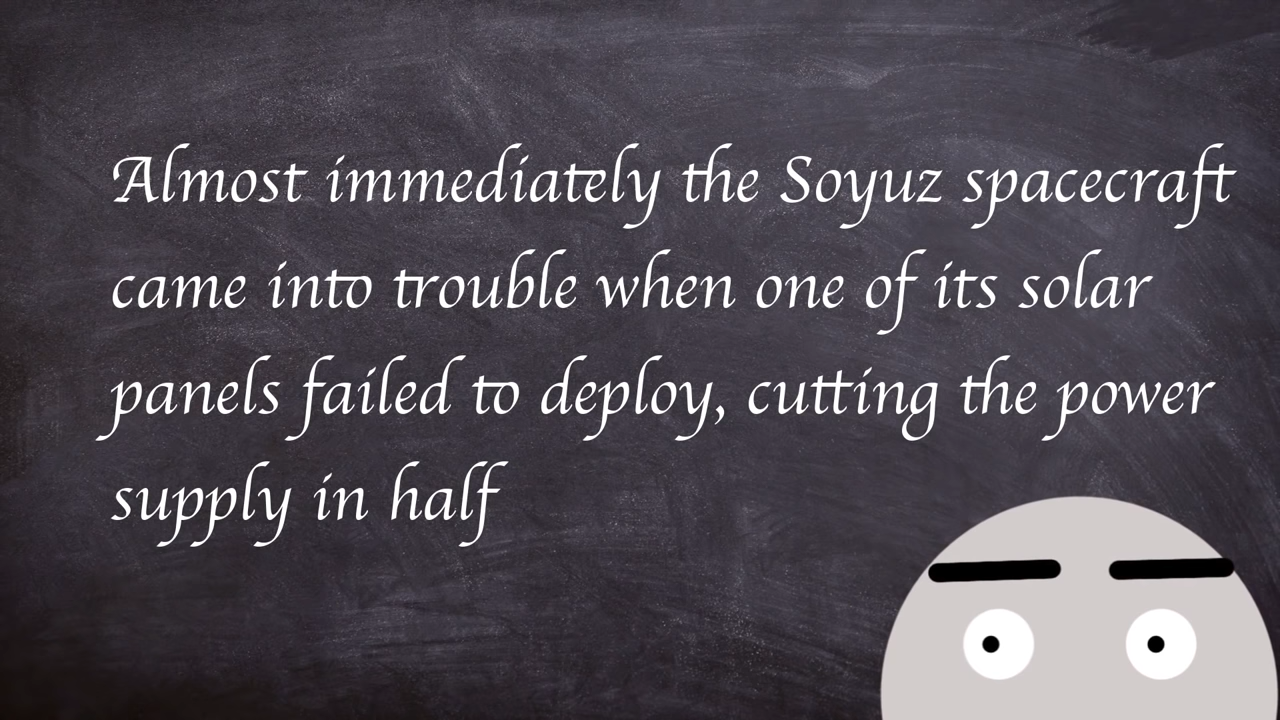 Almost immediately the Soyuz spacecraft
came into trouble when one of its solar
panels failed to deploy, cutting the power
supply in half